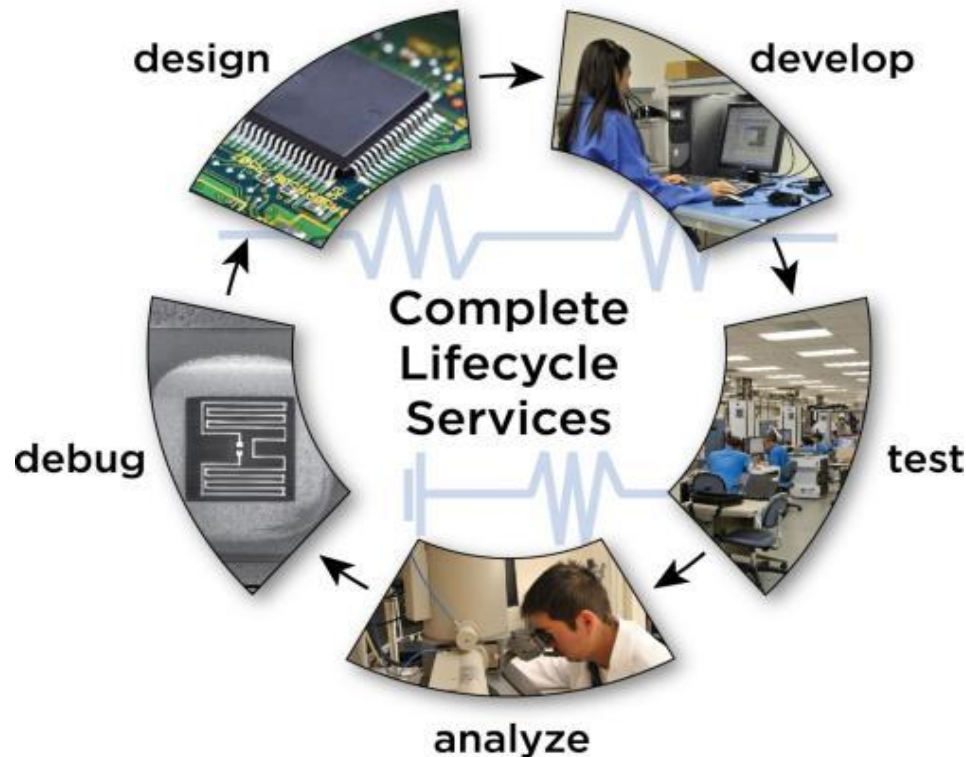 design
develop
Complete
Lifecycle
Services
debug
test
analyze